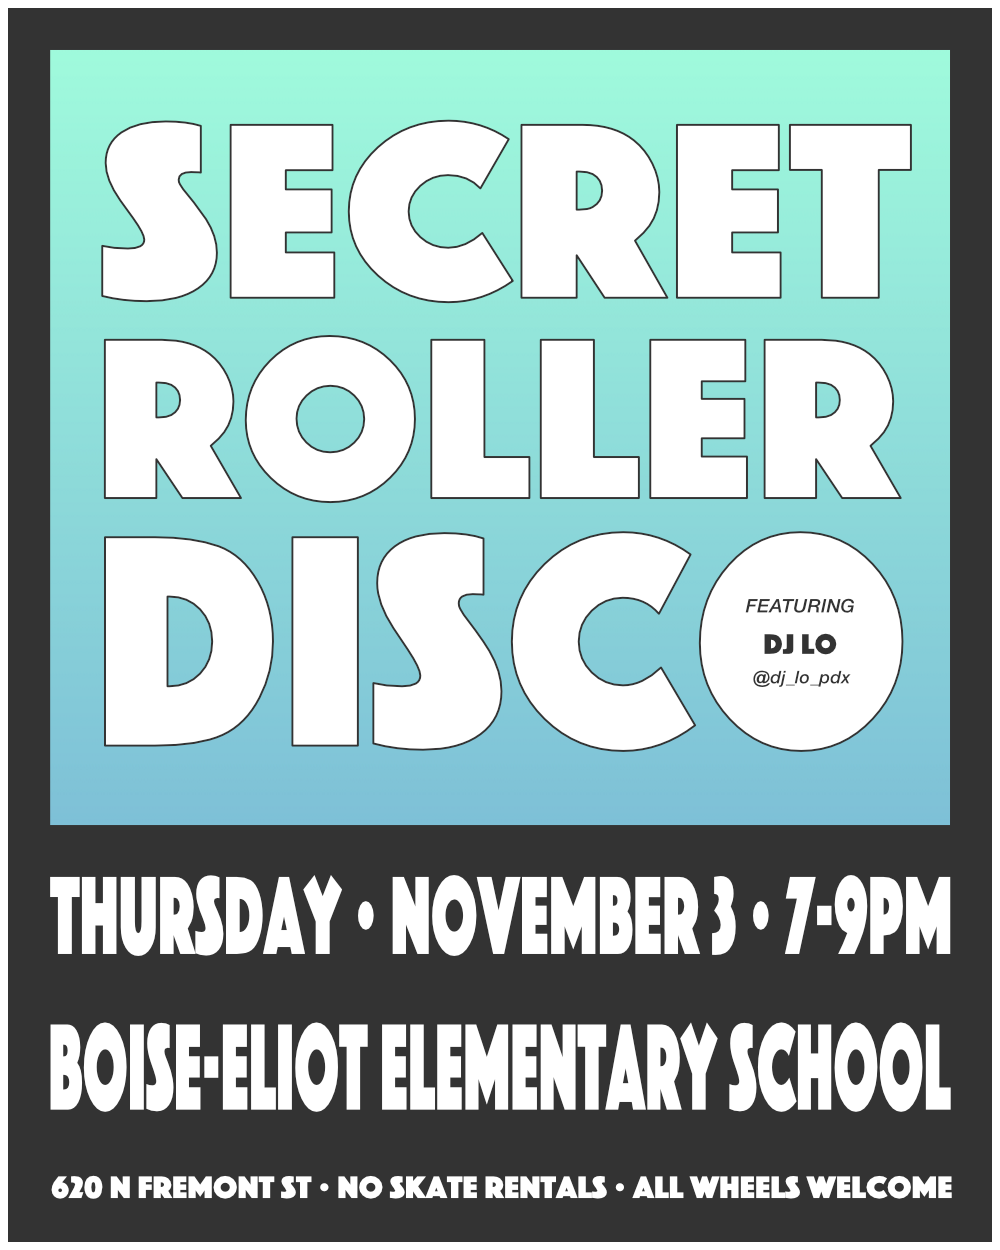 SECRET
ROLLER
DISCO
FEATURING
DJ LO
@dj_lo_pdx
THURSDAY • NOVEMBER 3 • 7-9PM
BOISE-ELIOT ELEMENTARY SCHOOL
620 N FREMONT ST • NO SKATE RENTALS • ALL WHEELS WELCOME